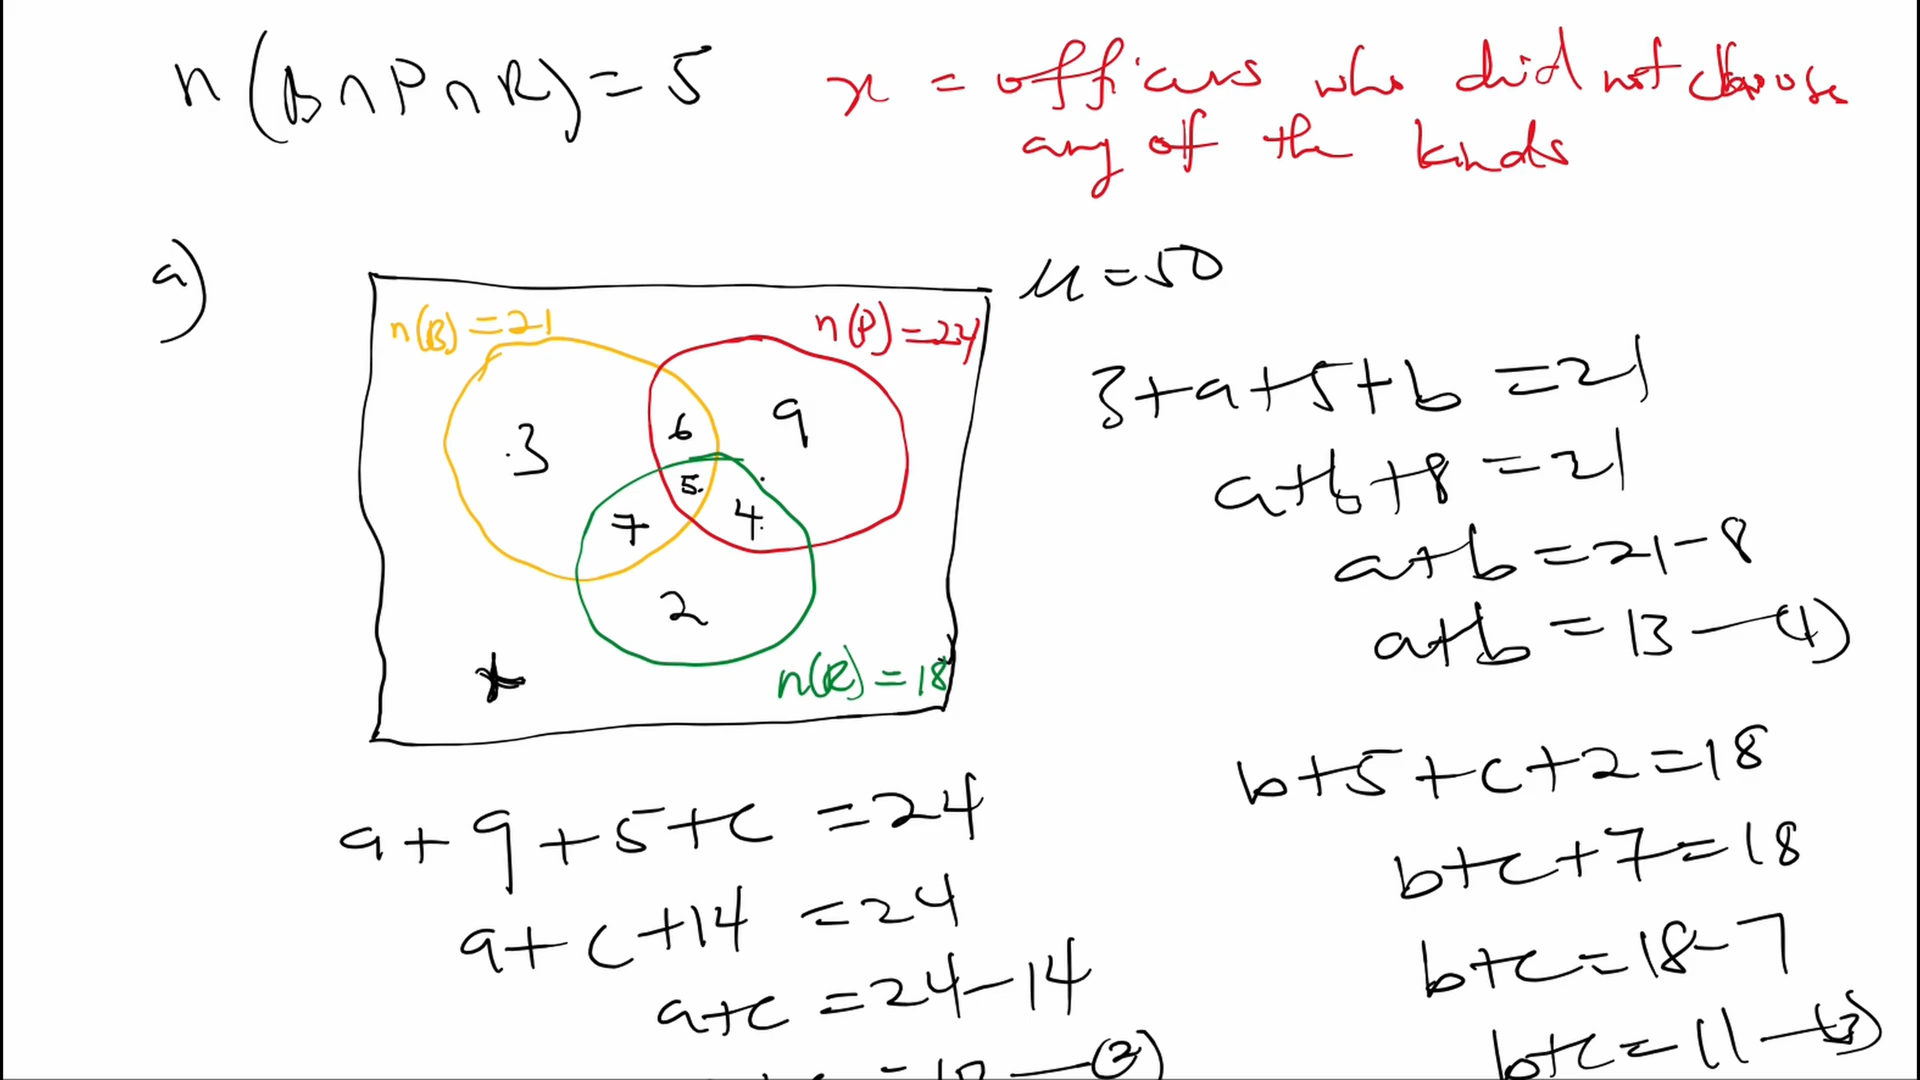 n(B∩P∩R)=5
x = officers who did not choose
any of the kinds
a)
μ=50
n(B)=21
n(P)=24
3
6
9
5
7
4
2
x
n(R)=18
3+a+5+b=21
a+b+8=21
a+b=21-8
a+b=13—(1)
a+9+5+c=24
a+c+14=24
a+c=24-14
=10—(2)
b+5+c+2=18
b+c+7=18
b+c=18-7
b+c=11—(3)